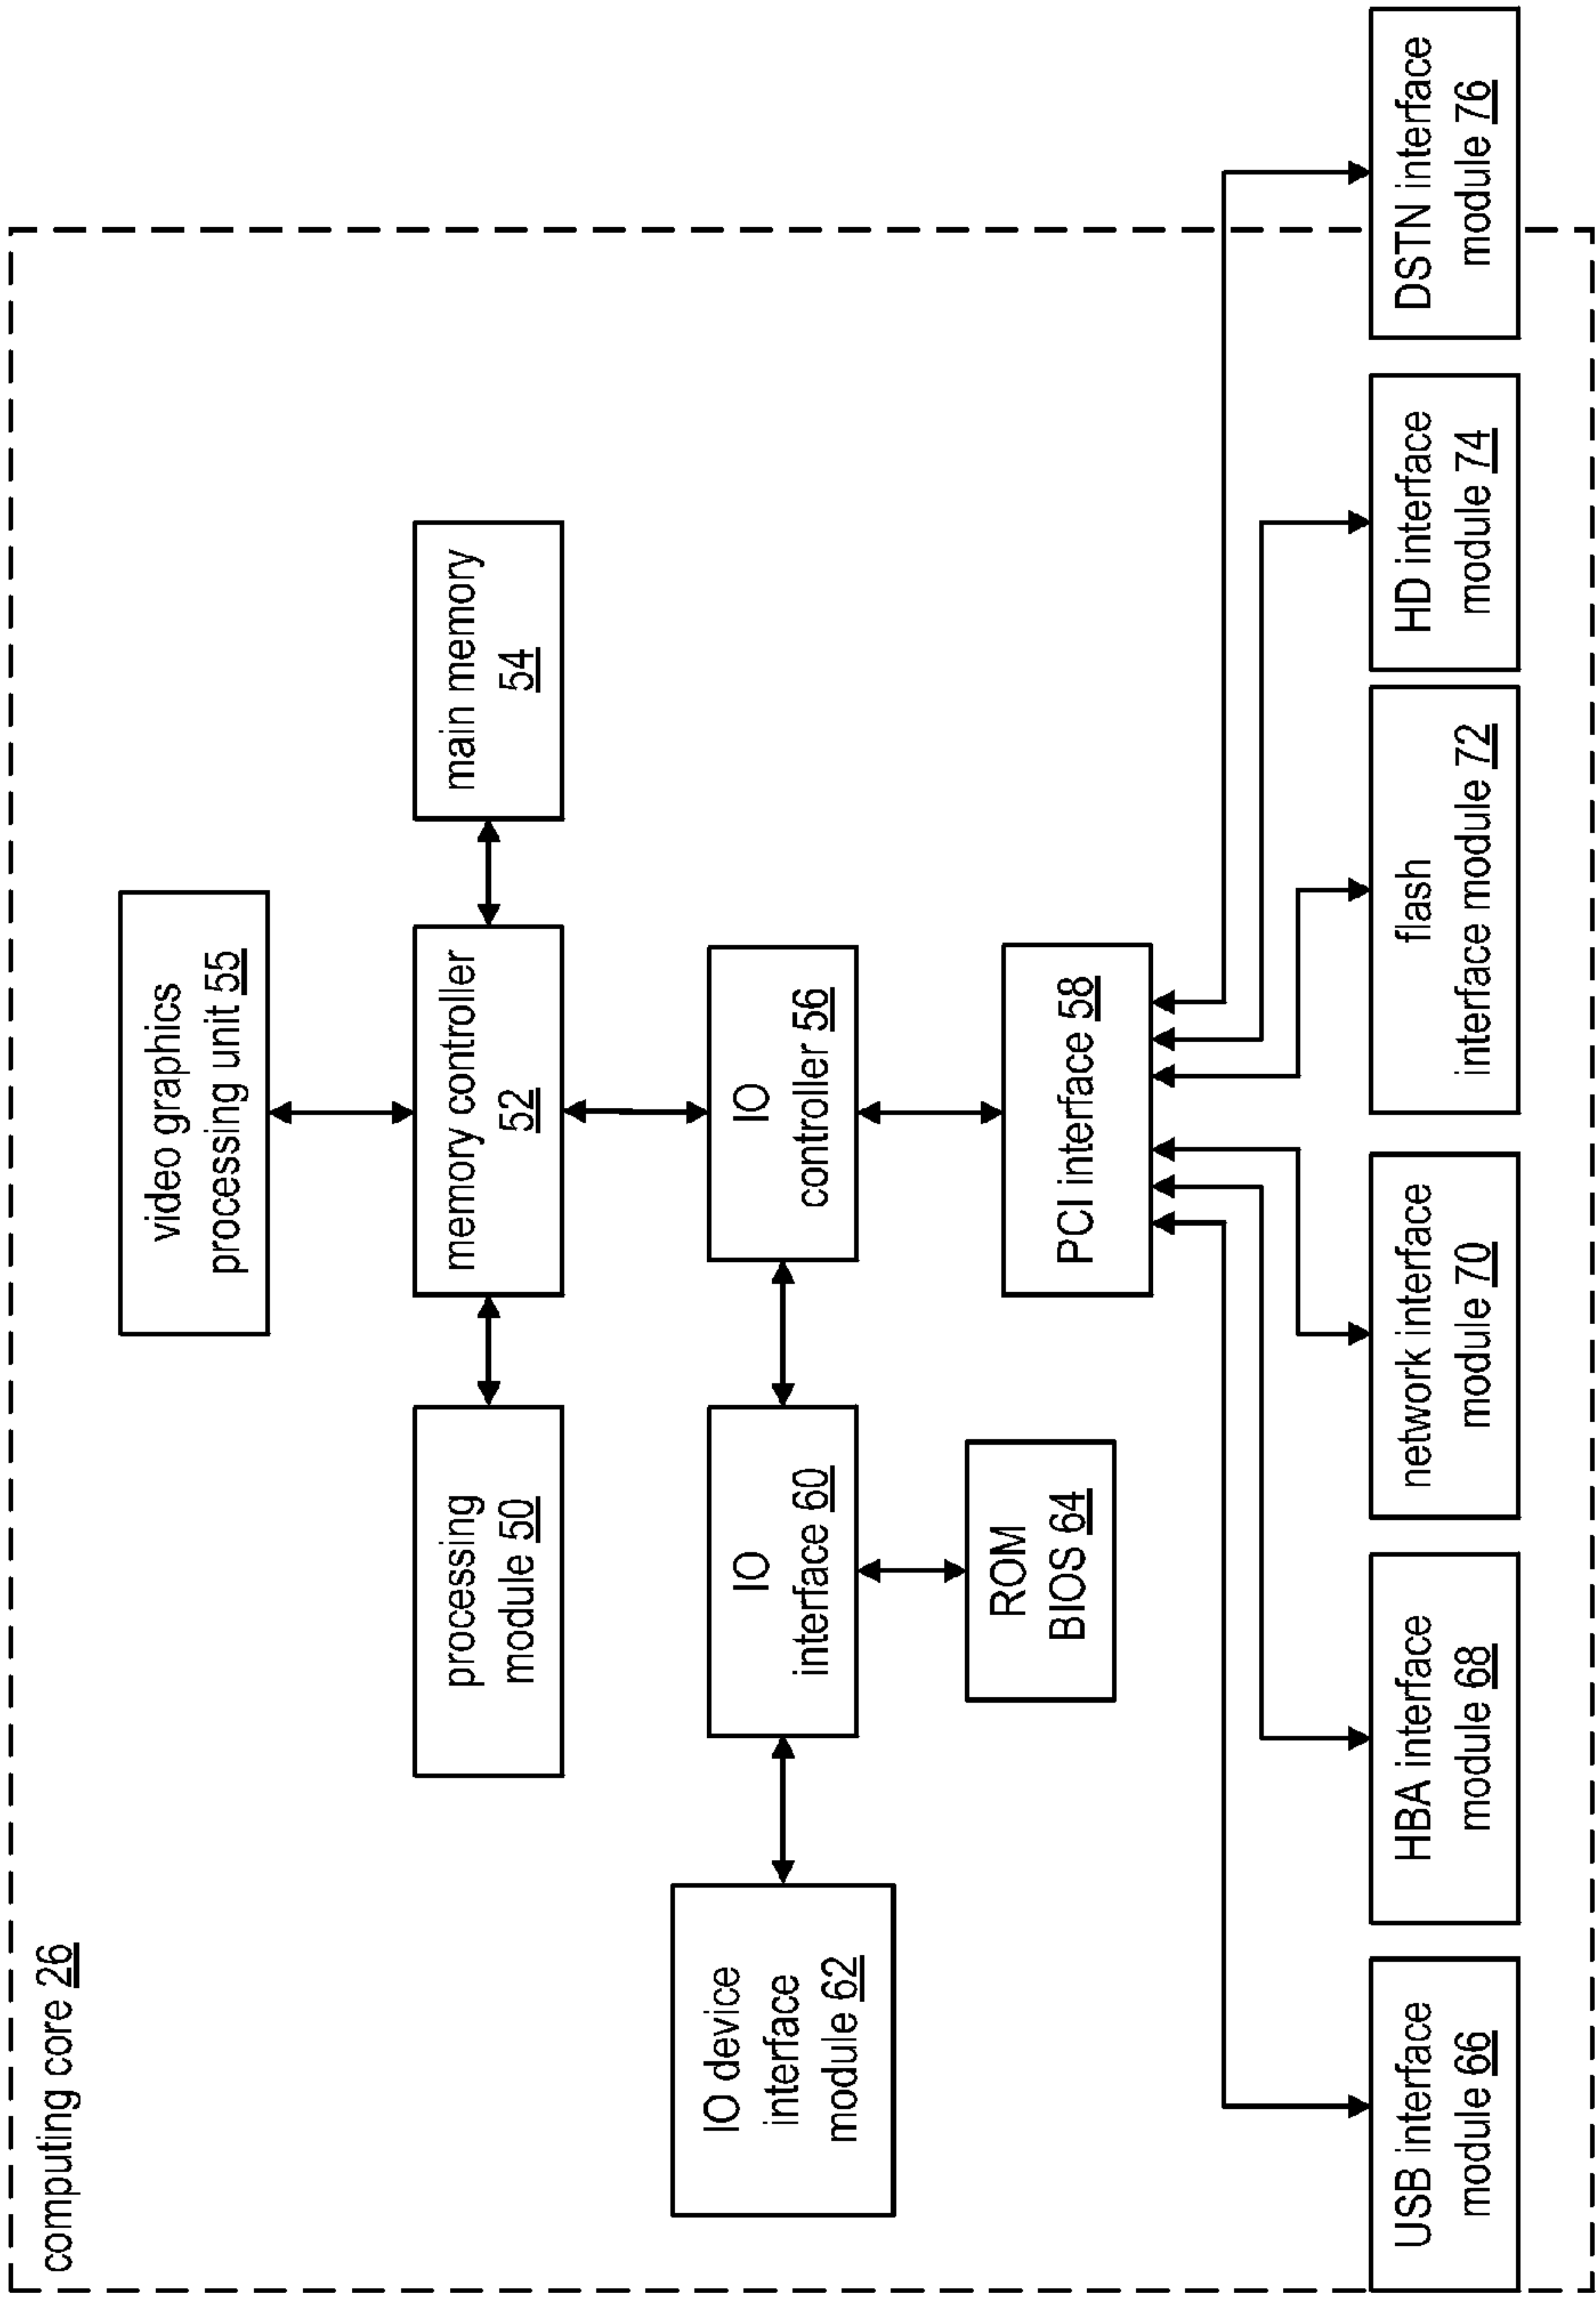 computing core 26
video graphics
processing unit 55
processing
module 50
memory controller
52
main memory
54
IO device
interface
module 62
IO
interface 60
IO
controller 56
ROM
BIOS 64
PCI interface 58
USB interface
module 66
HBA interface
module 68
network interface
module 70
flash
interface module 72
HD interface
module 74
DSTN interface
module 76